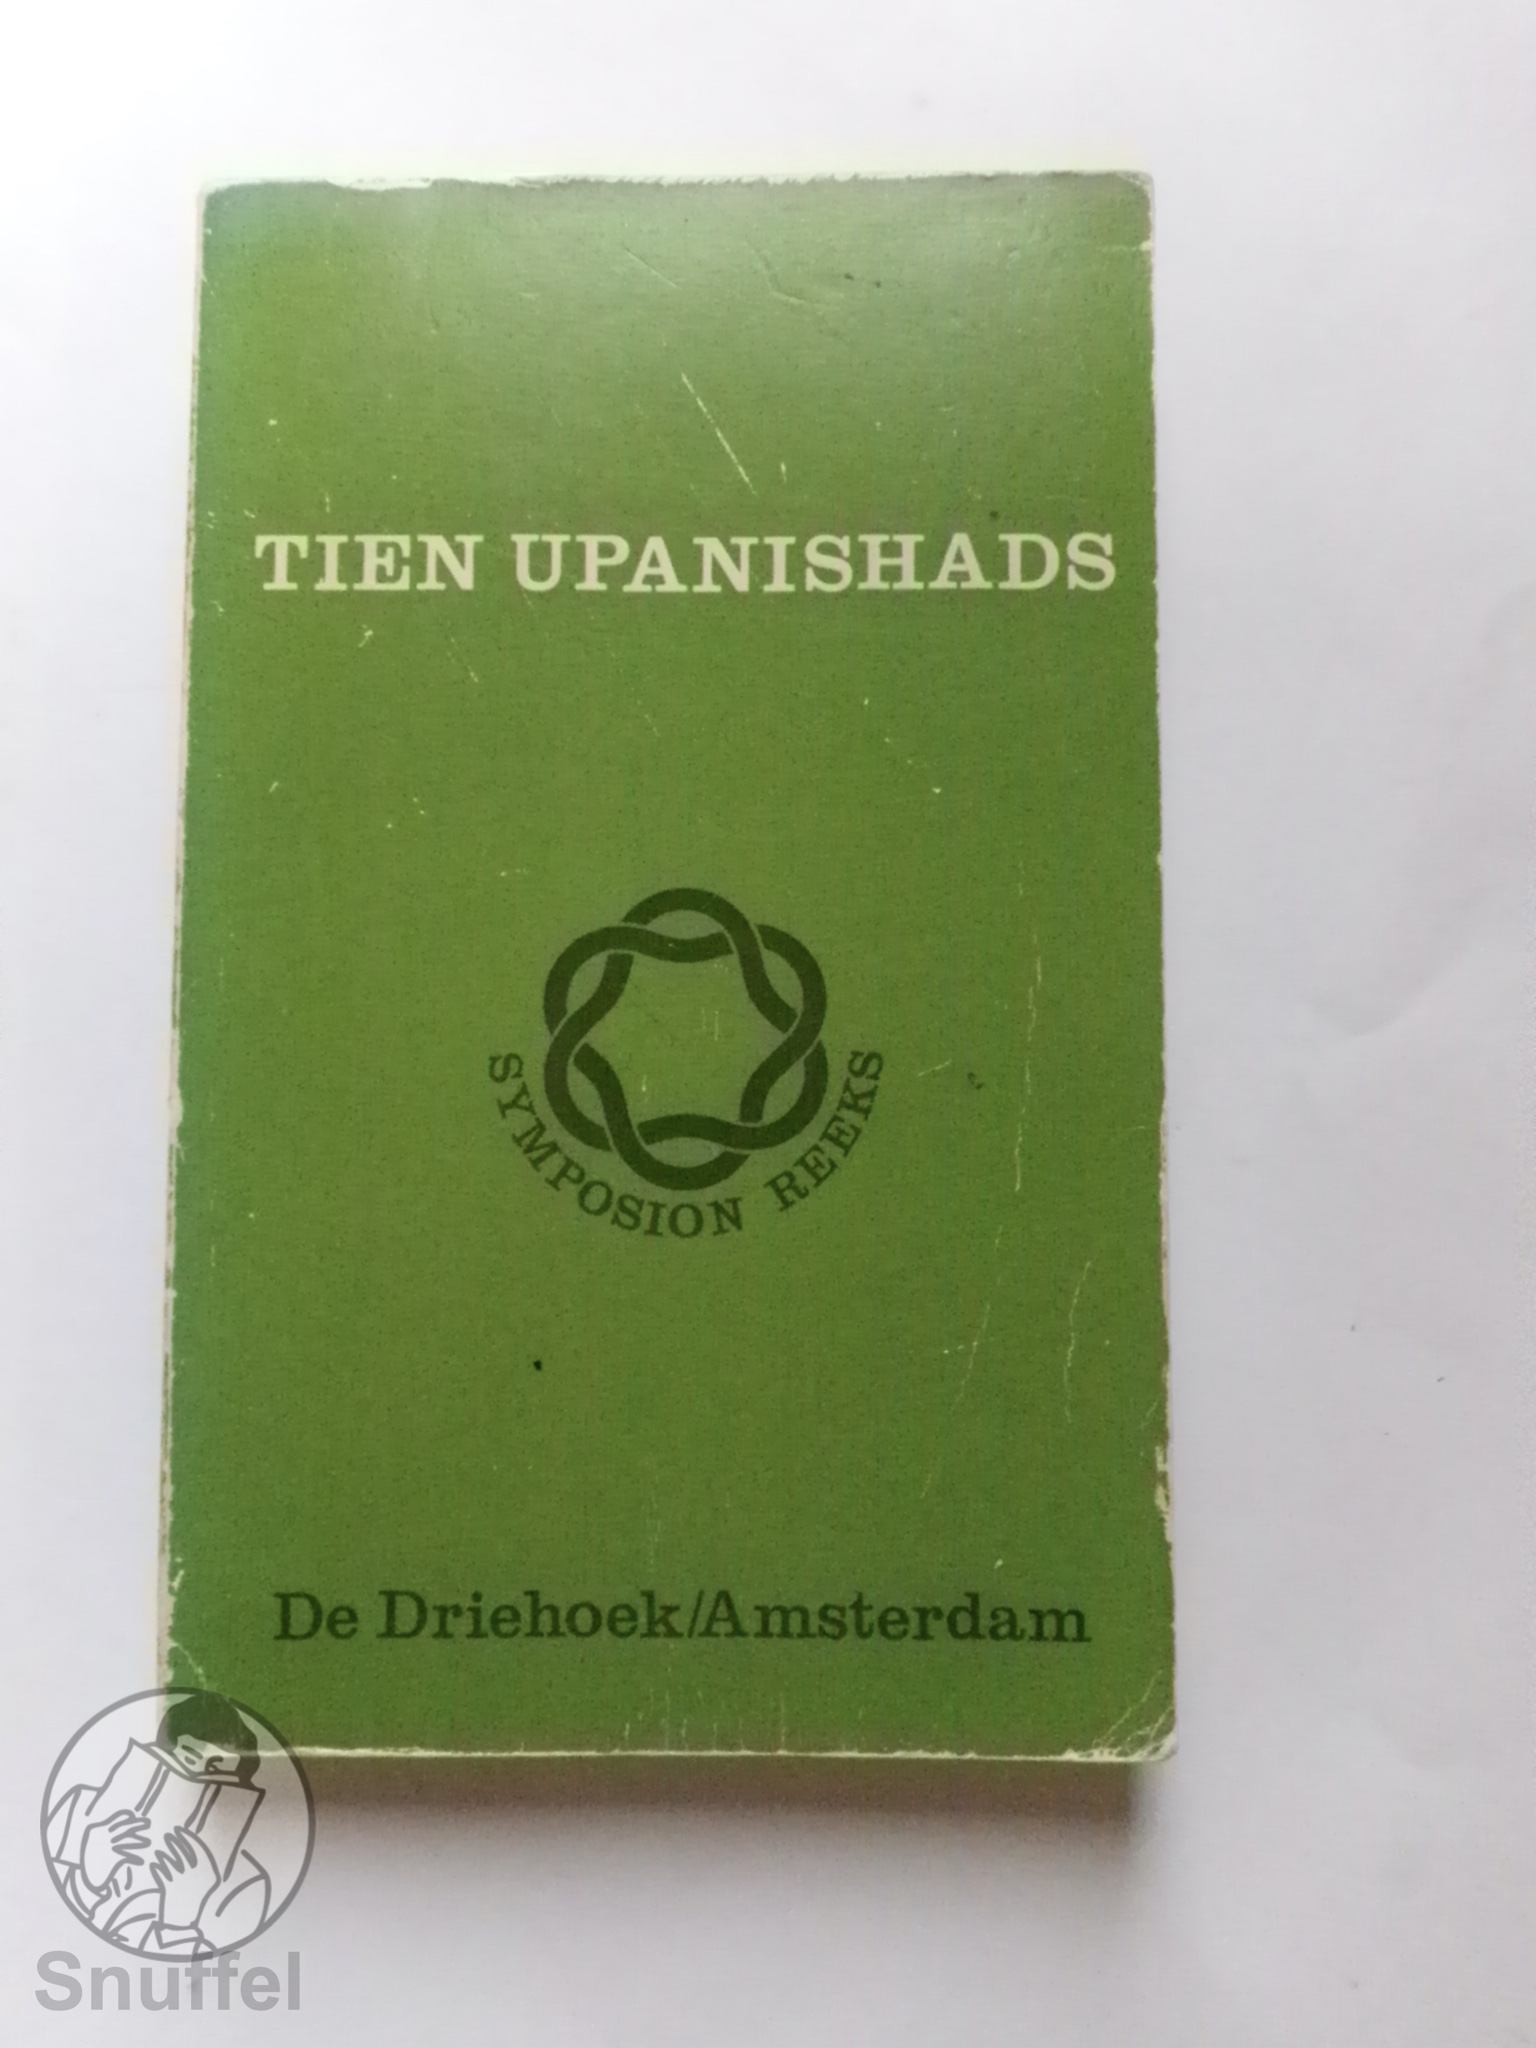 TIEN UPANISHADS
SYMPOSION REEKS
De Driehoek/Amsterdam
Snuffel